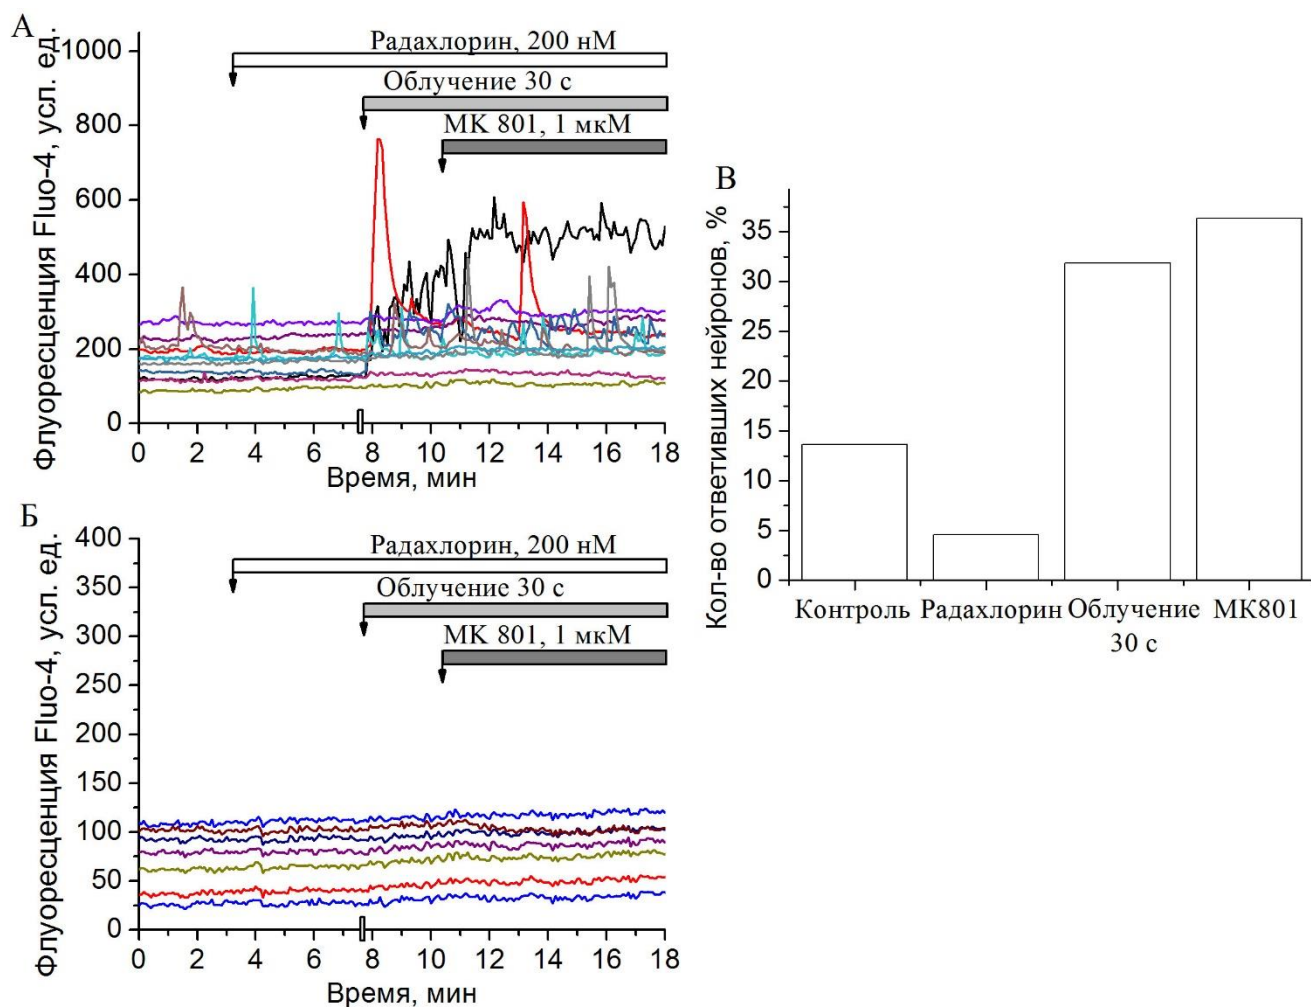 А
Флуоресценция Fluo-4, усл. ед.
1000
800
600
400
200
0
Радахлорин, 200 нМ
Облучение 30 с
МК 801, 1 мкМ
0 2 4 6 8 10 12 14 16 18
Время, мин
Б
Флуоресценция Fluo-4, усл. ед.
400
350
300
250
200
150
100
50
0
Радахлорин, 200 нМ
Облучение 30 с
МК 801, 1 мкМ
0 2 4 6 8 10 12 14 16 18
Время, мин
В
Кол-во ответивших нейронов, %
35
30
25
20
15
10
5
0
Контроль Радахлорин Облучение МК801
30 с